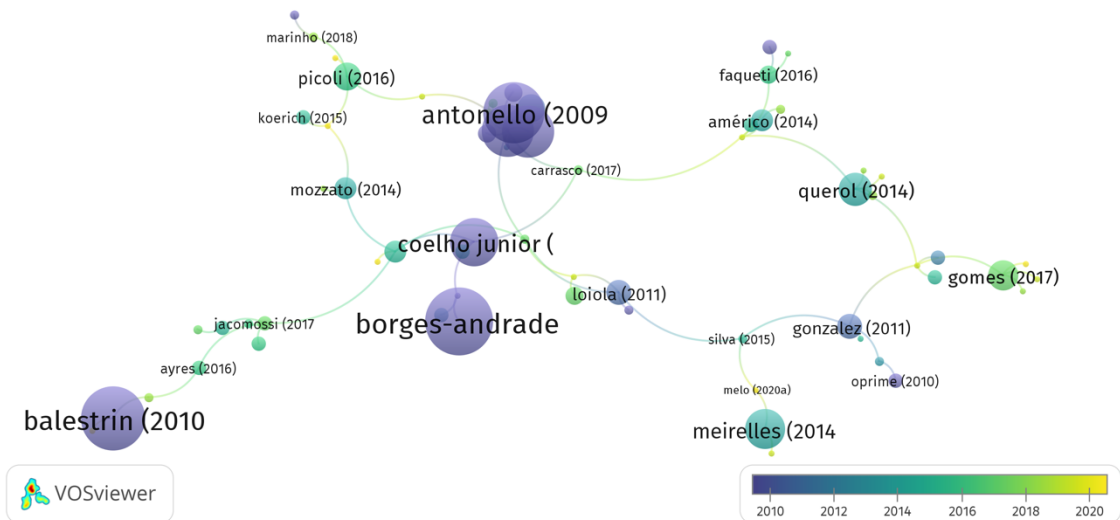 marinho (2018)
picoli (2016)
faqueti (2016)
antonello (2009
koerich (2015)
américo (2014)
carrasco (2017)
mozzato (2014)
querol (2014)
coelho junior (
gomes (2017)
loiola (2011)
borges-andrade
jacomossi (2017
gonzalez (2011)
silva (2015)
ayres (2016)
oprime (2010)
melo (2020a)
balestrin (2010
meirelles (2014
VOSviewer
2010 2012 2014 2016 2018 2020